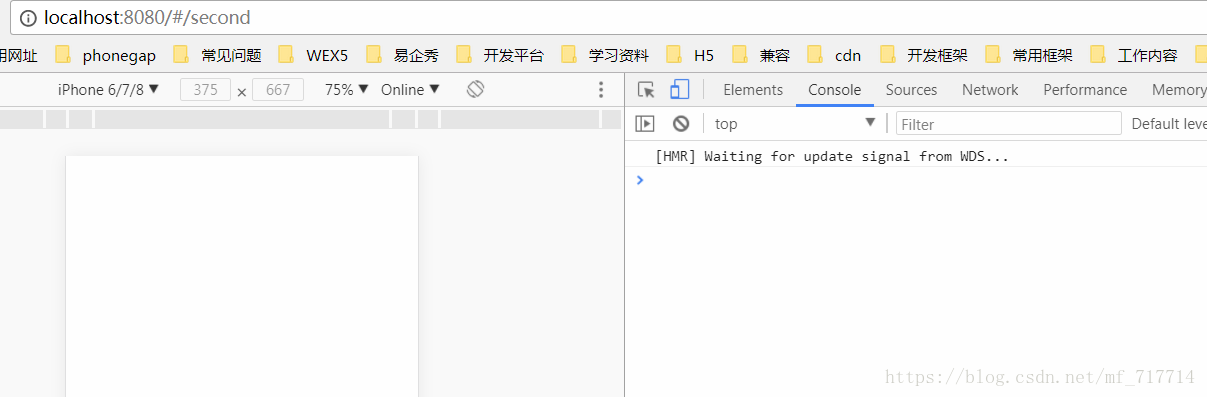 localhost:8080/#/second
用网址 phonegap 常见问题 WEX5 易企秀 开发平台 学习资料 H5 兼容 cdn 开发框架 常用框架 工作内容
iPhone 6/7/8 ▼ 375 × 667 75% ▼ Online ▼
Elements Console Sources Network Performance Memory
top ▼ Filter Default leve
[HMR] Waiting for update signal from WDS...
https://blog.csdn.net/mf_717714